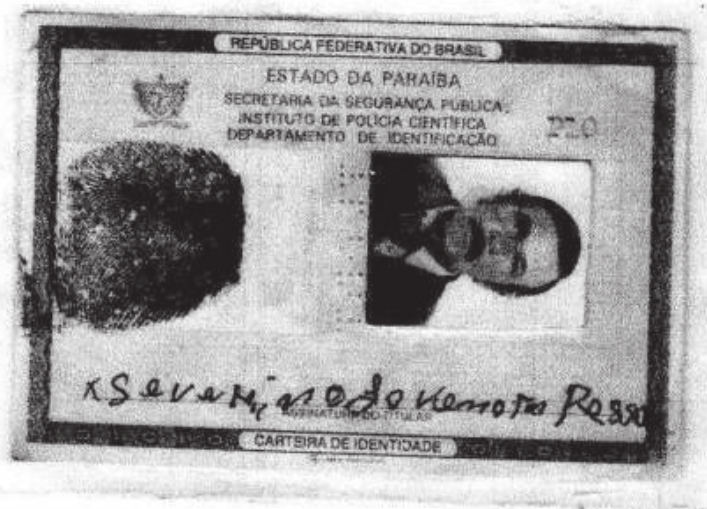 REPÚBLICA FEDERATIVA DO BRASIL
ESTADO DA PARAÍBA
SECRETARIA DA SEGURANÇA PÚBLICA
INSTITUTO DE POLÍCIA CIENTÍFICA
DEPARTAMENTO DE IDENTIFICAÇÃO
x Severino
ASSINATURA DO TITULAR
CARTEIRA DE IDENTIDADE